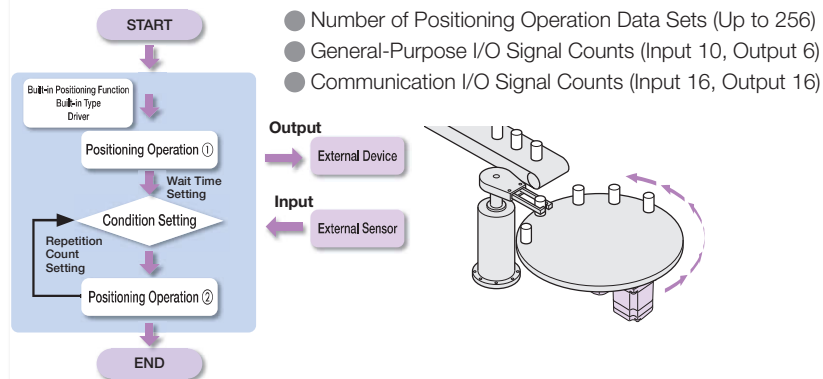 START
● Number of Positioning Operation Data Sets (Up to 256)
● General-Purpose I/O Signal Counts (Input 10, Output 6)
● Communication I/O Signal Counts (Input 16, Output 16)
Built-in Positioning Function
Built-in Type
Driver
Positioning Operation ①
Output
External Device
Wait Time
Setting
Input
External Sensor
Condition Setting
Repetition
Count
Setting
Positioning Operation ②
END